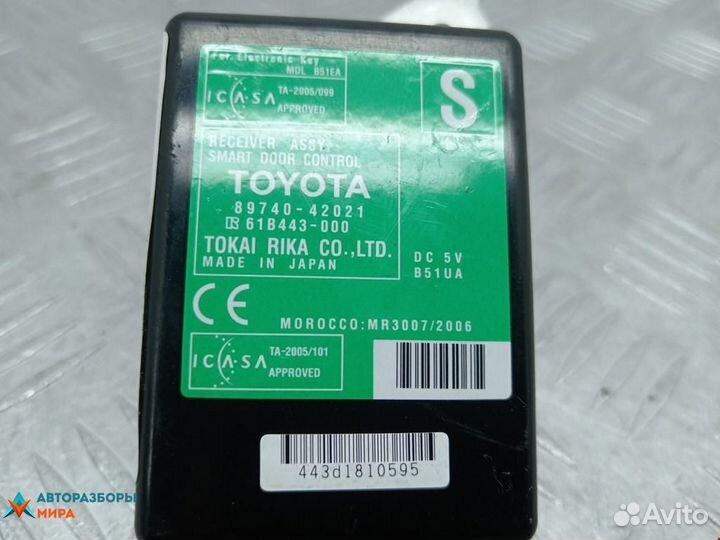 For Electronic Key
MDL B51EA
ICASA
TA-2005/099
APPROVED
S
RECEIVER ASSY,
SMART DOOR CONTROL
TOYOTA
89740-42021
61B443-000
TOKAI RIKA CO.,LTD.
MADE IN JAPAN
DC 5V
B51UA
CE
MOROCCO:MR3007/2006
ICASA
TA-2005/101
APPROVED
443d1810595
АВТОРАЗБОРЫ
МИРА
Avito